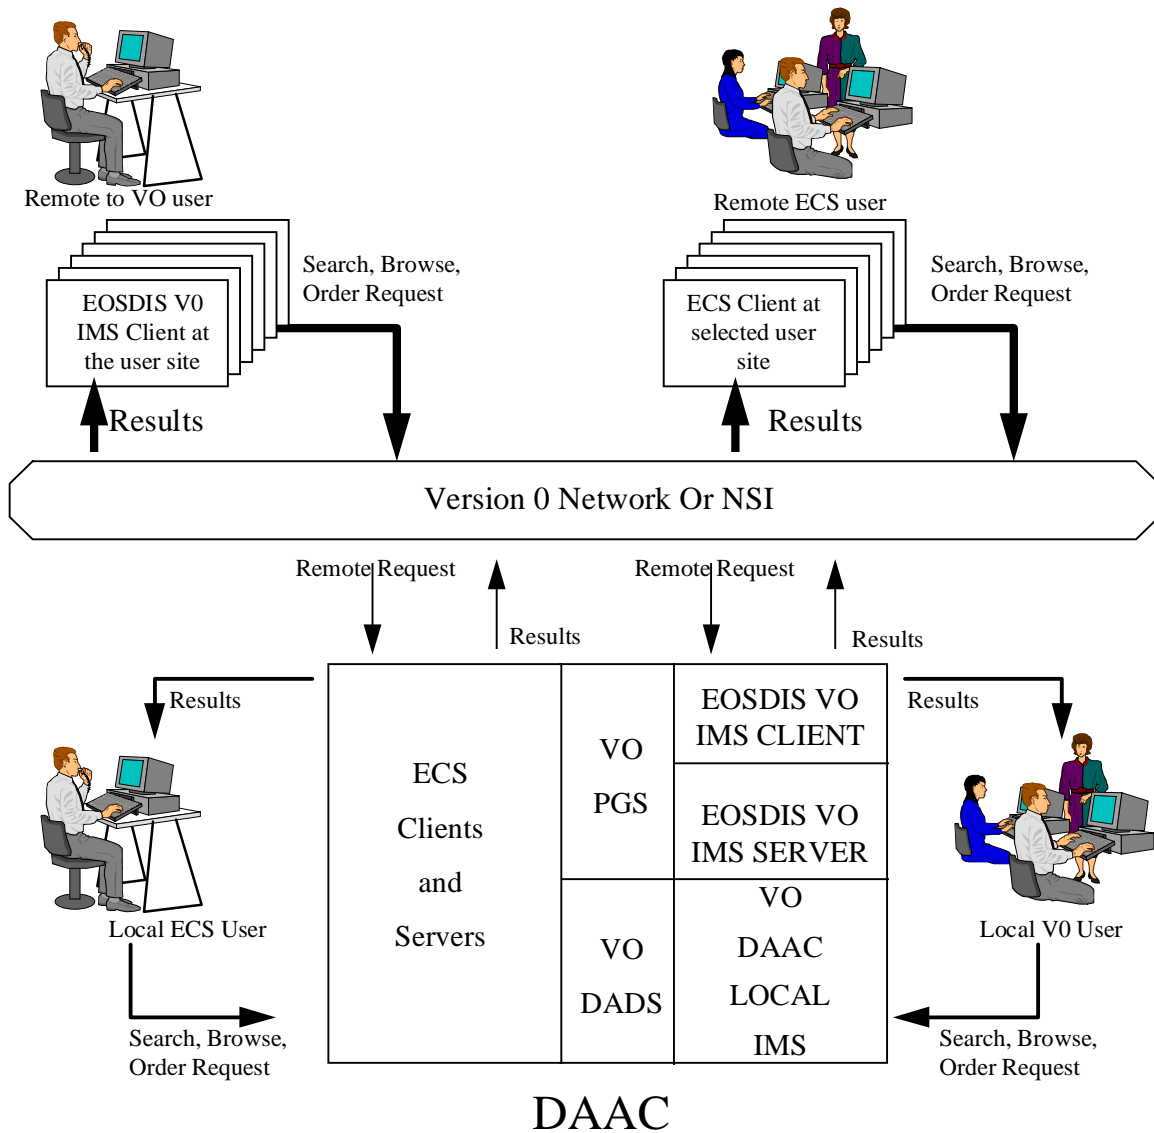 Remote to VO user
Remote ECS user
Search, Browse,
Order Request
EOSDIS V0
IMS Client at
the user site
Search, Browse,
Order Request
ECS Client at
selected user
site
Results
Results
Version 0 Network Or NSI
Remote Request
Results
Remote Request
Results
Results
Results
ECS
Clients
and
Servers
VO
PGS
EOSDIS VO
IMS CLIENT
EOSDIS VO
IMS SERVER
VO
DADS
VO
DAAC
LOCAL
IMS
Local ECS User
Local V0 User
Search, Browse,
Order Request
Search, Browse,
Order Request
DAAC